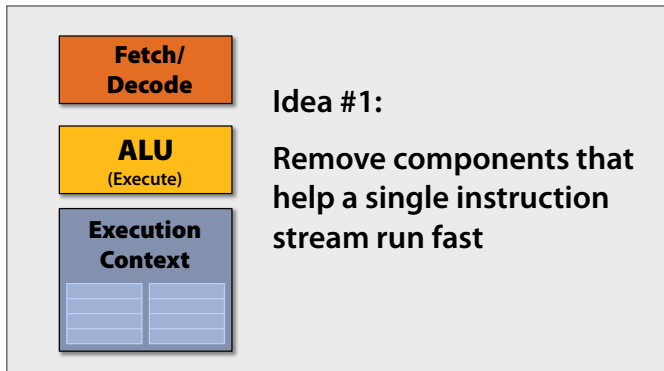 Fetch/
Decode
ALU
(Execute)
Execution
Context
Idea #1:
Remove components that
help a single instruction
stream run fast